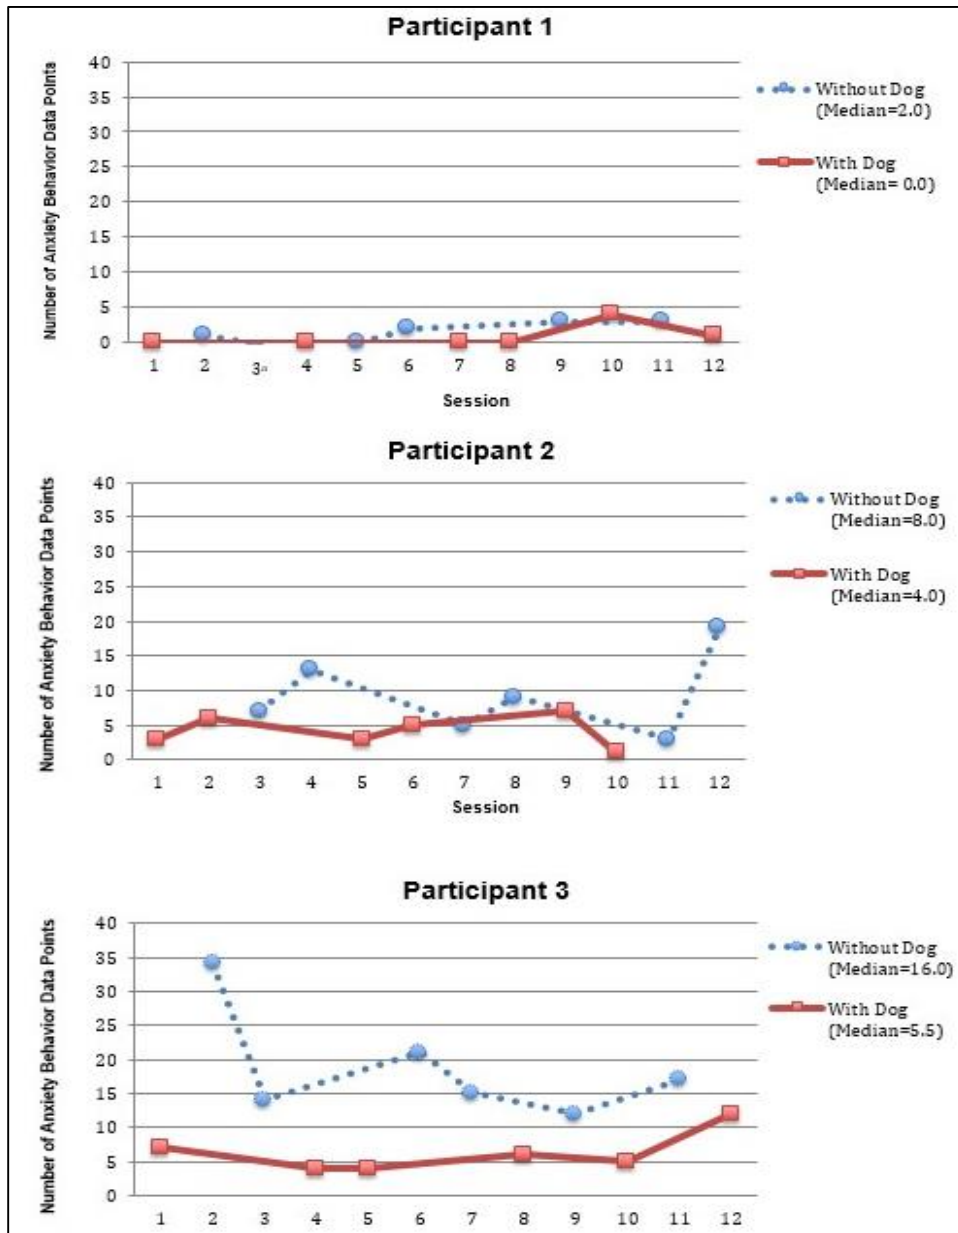 Participant 1
Number of Anxiety Behavior Data Points
40
35
30
25
20
15
10
5
0
1 2 3ᵃ 4 5 6 7 8 9 10 11 12
Session
Without Dog
(Median=2.0)
With Dog
(Median= 0.0)
Participant 2
Number of Anxiety Behavior Data Points
40
35
30
25
20
15
10
5
0
1 2 3 4 5 6 7 8 9 10 11 12
Session
Without Dog
(Median=8.0)
With Dog
(Median=4.0)
Participant 3
Number of Anxiety Behavior Data Points
40
35
30
25
20
15
10
5
0
1 2 3 4 5 6 7 8 9 10 11 12
Without Dog
(Median=16.0)
With Dog
(Median=5.5)